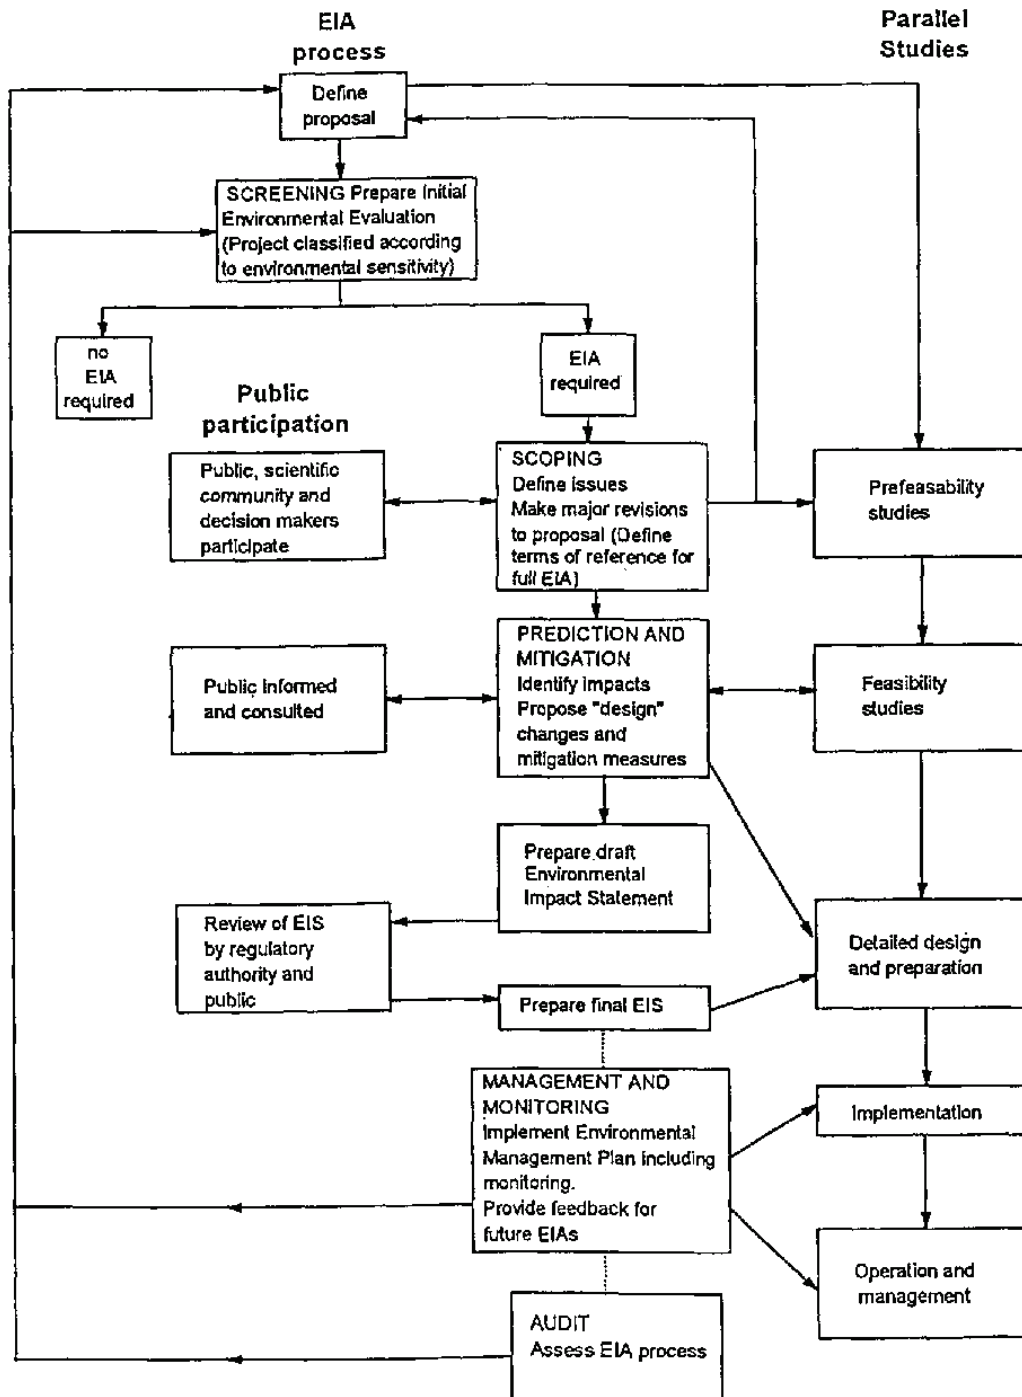 EIA
process
Parallel
Studies
Define
proposal
SCREENING Prepare Initial
Environmental Evaluation
(Project classified according
to environmental sensitivity)
no
EIA
required
EIA
required
Public
participation
Public, scientific
community and
decision makers
participate
SCOPING
Define issues
Make major revisions
to proposal (Define
terms of reference for
full EIA)
Prefeasability
studies
Public informed
and consulted
PREDICTION AND
MITIGATION
Identify impacts
Propose "design"
changes and
mitigation measures
Feasibility
studies
Prepare draft
Environmental
Impact Statement
Review of EIS
by regulatory
authority and
public
Detailed design
and preparation
Prepare final EIS
MANAGEMENT AND
MONITORING
Implement Environmental
Management Plan including
monitoring.
Provide feedback for
future EIAs
Implementation
Operation and
management
AUDIT
Assess EIA process